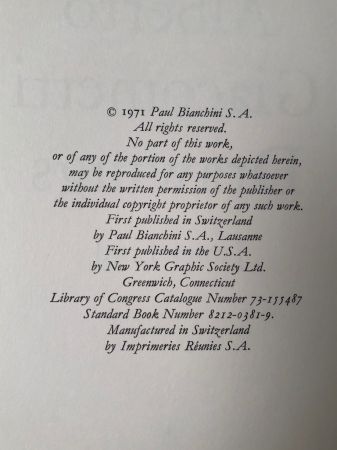 © 1971 Paul Bianchini S.A.
All rights reserved.
No part of this work,
or of any of the portion of the works depicted herein,
may be reproduced for any purposes whatsoever
without the written permission of the publisher or
the individual copyright proprietor of any such work.
First published in Switzerland
by Paul Bianchini S.A., Lausanne
First published in the U.S.A.
by New York Graphic Society Ltd.
Greenwich, Connecticut
Library of Congress Catalogue Number 73-155487
Standard Book Number 8212-0381-9.
Manufactured in Switzerland
by Imprimeries Réunies S.A.